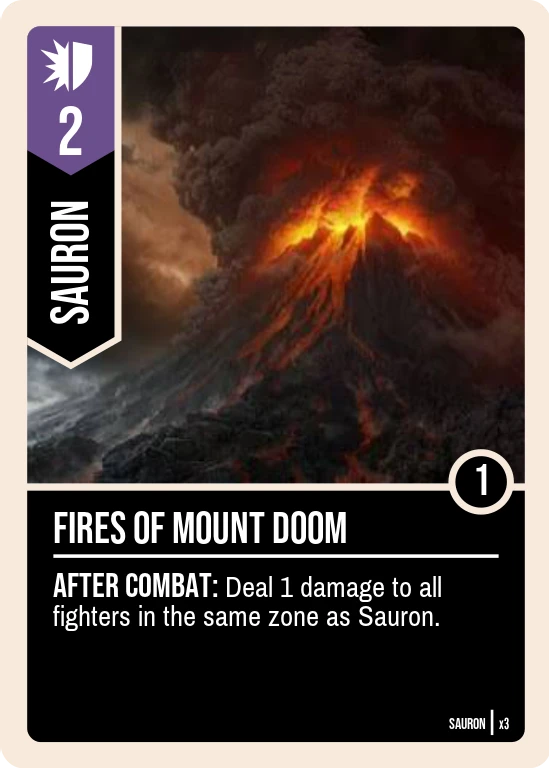 2
SAURON
1
FIRES OF MOUNT DOOM
AFTER COMBAT: Deal 1 damage to all
fighters in the same zone as Sauron.
SAURON | x3